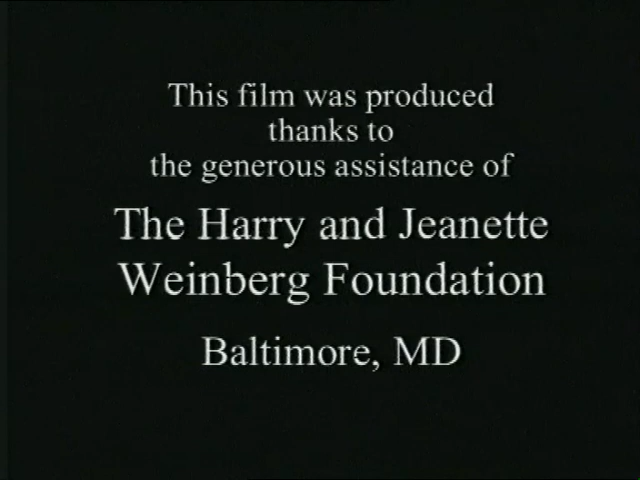 This film was produced
thanks to
the generous assistance of
The Harry and Jeanette
Weinberg Foundation
Baltimore, MD